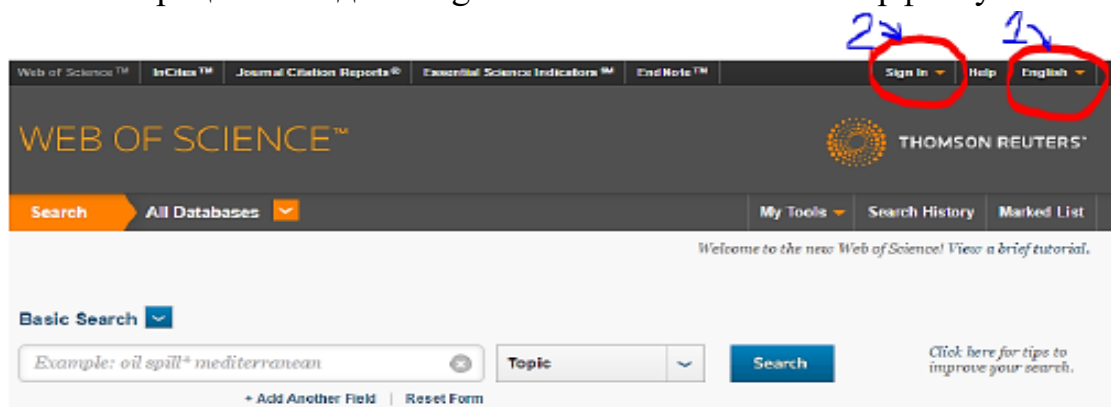 2 1
Web of Science™ InCites™ Journal Citation Reports® Essential Science Indicators℠ EndNote™ Sign In Help English
WEB OF SCIENCE™ THOMSON REUTERS™
Search All Databases My Tools Search History Marked List
Welcome to the new Web of Science! View a brief tutorial.
Basic Search
Example: oil spill* mediterranean Topic Search Click here for tips to
improve your search.
+ Add Another Field | Reset Form